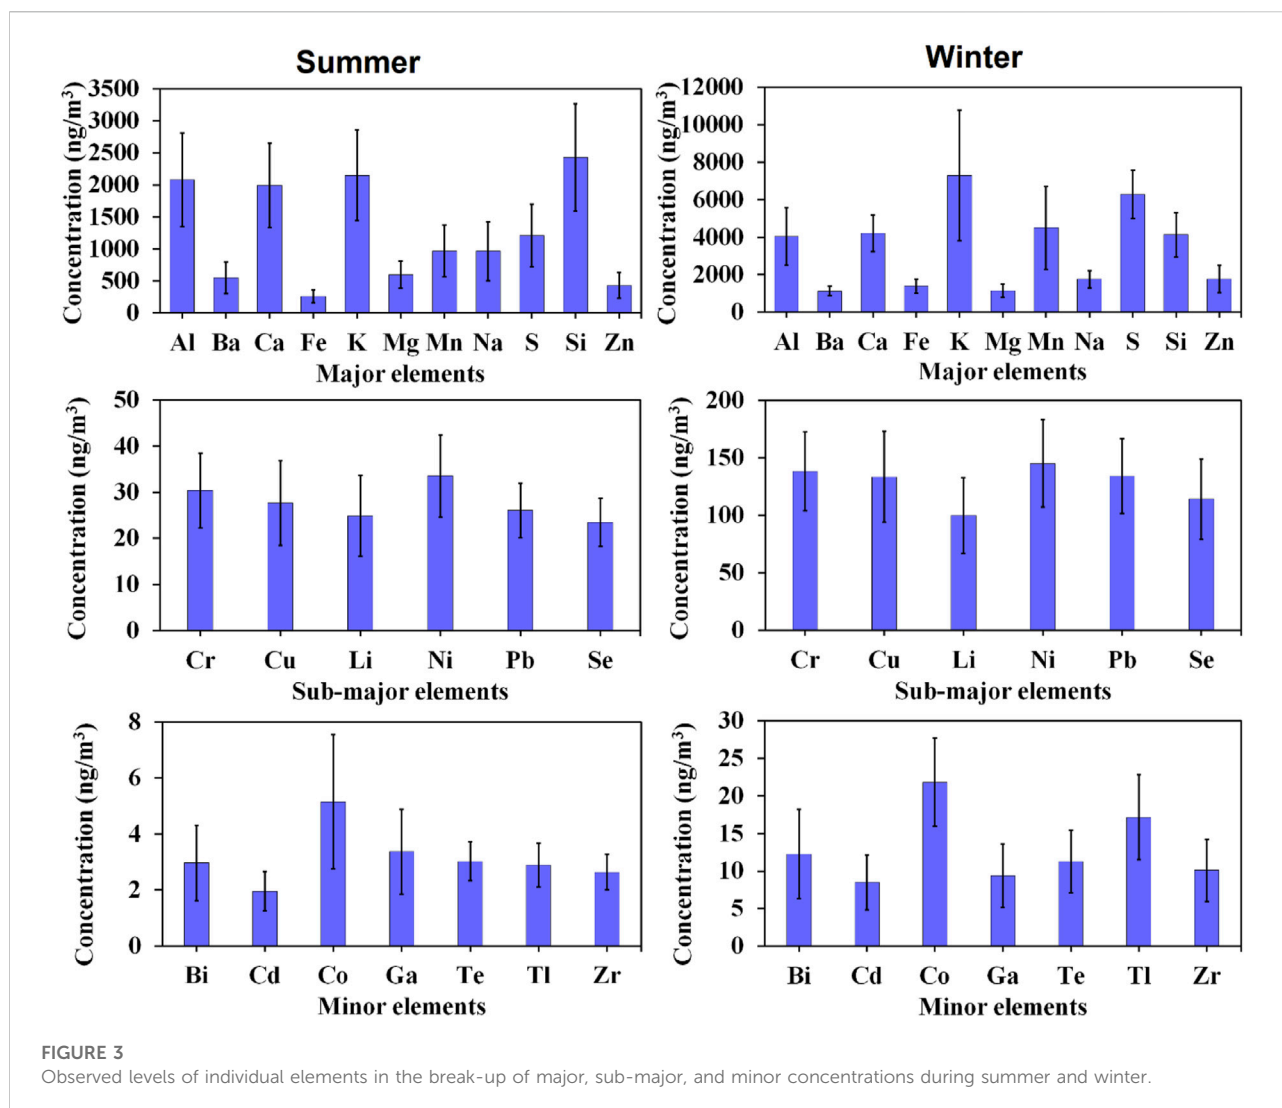 Summer
Concentration (ng/m³)
3500
3000
2500
2000
1500
1000
500
0
Al Ba Ca Fe K Mg Mn Na S Si Zn
Major elements
Winter
Concentration (ng/m³)
12000
10000
8000
6000
4000
2000
0
Al Ba Ca Fe K Mg Mn Na S Si Zn
Major elements
Concentration (ng/m³)
50
40
30
20
10
0
Cr Cu Li Ni Pb Se
Sub-major elements
Concentration (ng/m³)
200
150
100
50
0
Cr Cu Li Ni Pb Se
Sub-major elements
Concentration (ng/m³)
8
6
4
2
0
Bi Cd Co Ga Te Tl Zr
Minor elements
Concentration (ng/m³)
30
25
20
15
10
5
0
Bi Cd Co Ga Te Tl Zr
Minor elements
FIGURE 3
Observed levels of individual elements in the break-up of major, sub-major, and minor concentrations during summer and winter.